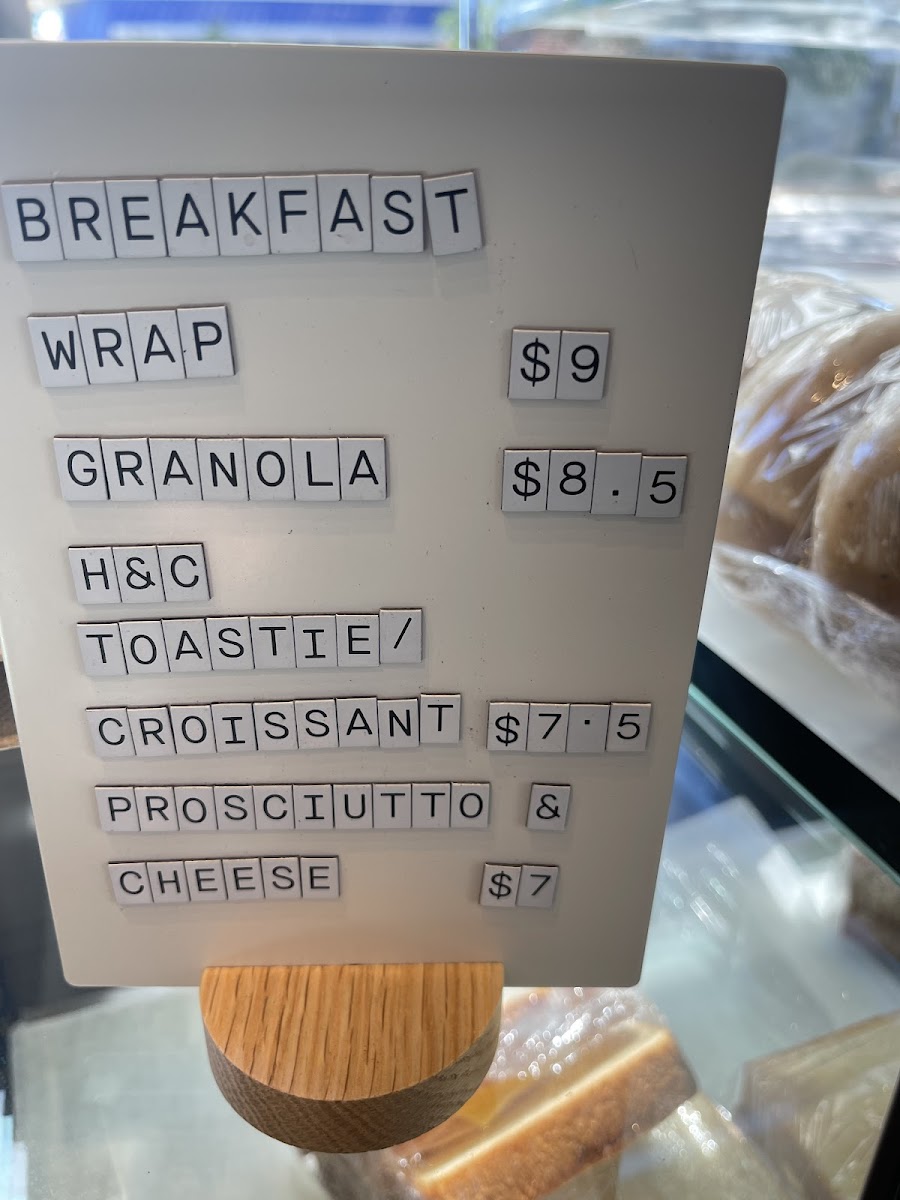 BREAKFAST
WRAP $9
GRANOLA $8.5
H&C
TOASTIE/
CROISSANT $7·5
PROSCIUTTO &
CHEESE $7